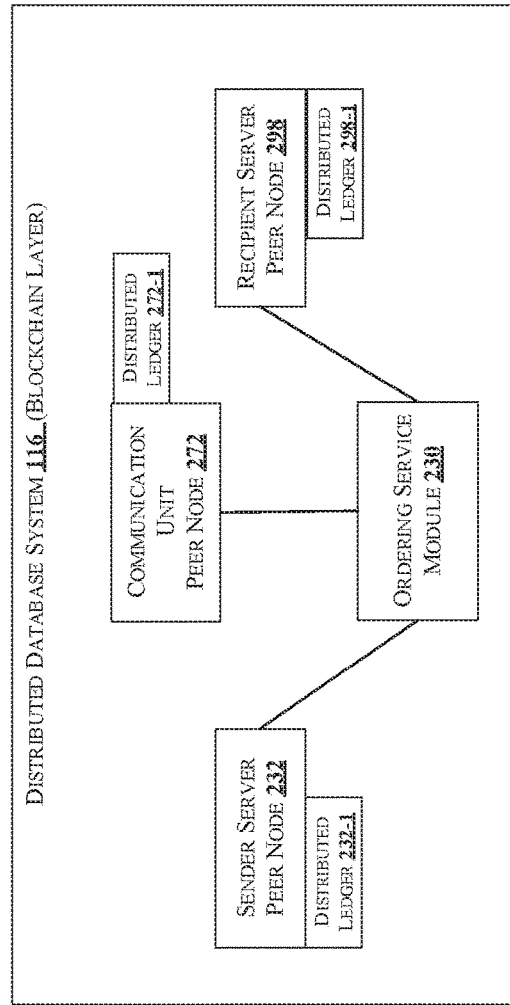 DISTRIBUTED DATABASE SYSTEM 116 (BLOCKCHAIN LAYER)
COMMUNICATION
UNIT
PEER NODE 272
DISTRIBUTED
LEDGER 272-1
SENDER SERVER
PEER NODE 232
DISTRIBUTED
LEDGER 232-1
RECIPIENT SERVER
PEER NODE 298
DISTRIBUTED
LEDGER 298-1
ORDERING SERVICE
MODULE 230